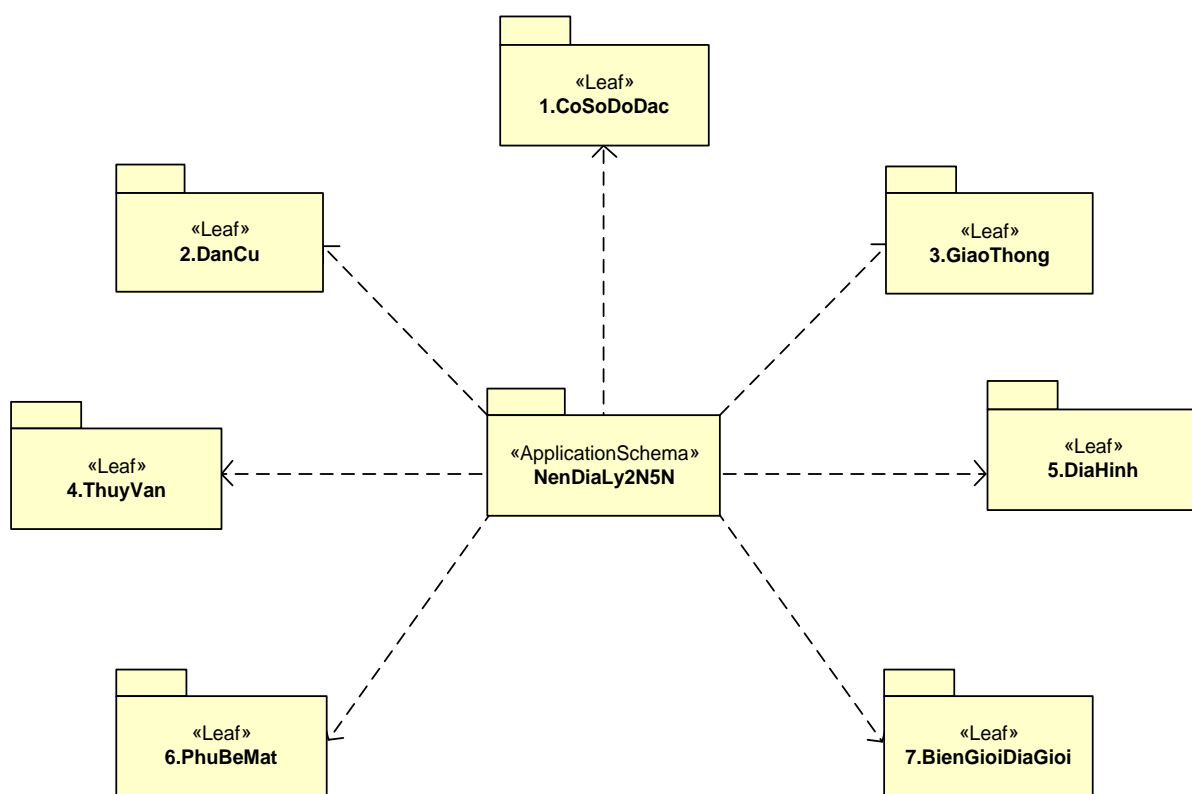 «Leaf»
1.CoSoDoDac
«Leaf»
2.DanCu
«Leaf»
3.GiaoThong
«Leaf»
4.ThuyVan
«ApplicationSchema»
NenDiaLy2N5N
«Leaf»
5.DiaHinh
«Leaf»
6.PhuBeMat
«Leaf»
7.BienGioiDiaGioi